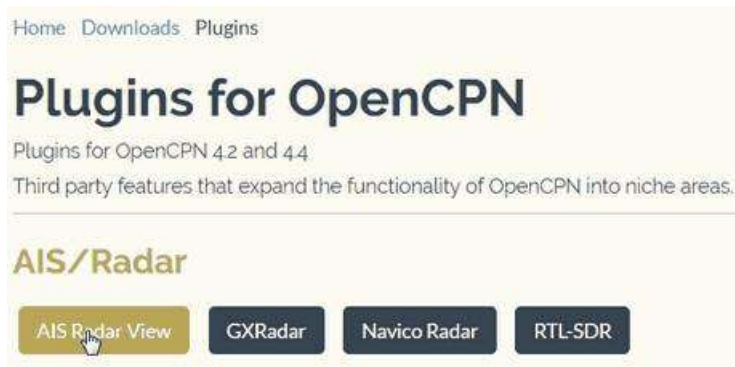 Home Downloads Plugins
Plugins for OpenCPN
Plugins for OpenCPN 4.2 and 4.4
Third party features that expand the functionality of OpenCPN into niche areas.
AIS/Radar
AIS Radar View GXRadar Navico Radar RTL-SDR